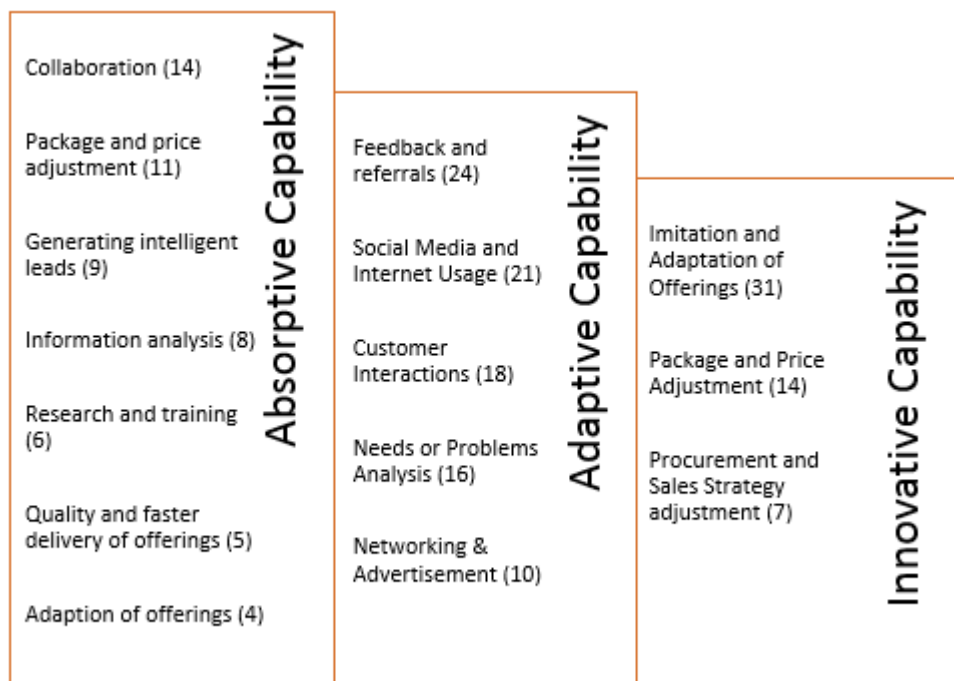 Collaboration (14)
Package and price
adjustment (11)
Generating intelligent
leads (9)
Information analysis (8)
Research and training
(6)
Quality and faster
delivery of offerings (5)
Adaption of offerings (4)
Absorptive Capability
Feedback and
referrals (24)
Social Media and
Internet Usage (21)
Customer
Interactions (18)
Needs or Problems
Analysis (16)
Networking &
Advertisement (10)
Adaptive Capability
Imitation and
Adaptation of
Offerings (31)
Package and Price
Adjustment (14)
Procurement and
Sales Strategy
adjustment (7)
Innovative Capability